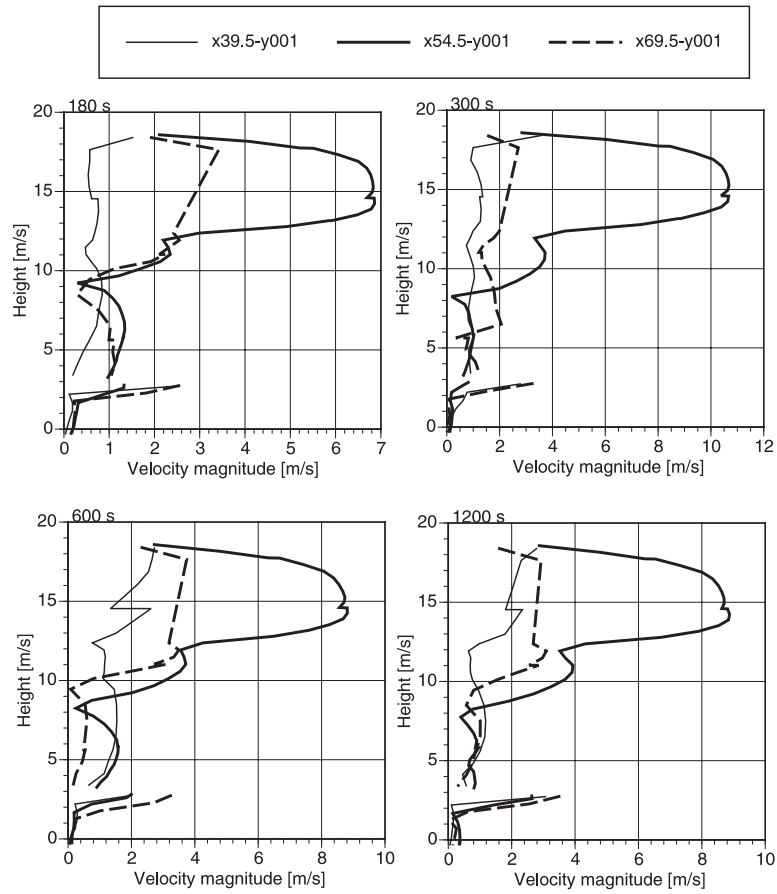 x39.5-y001 x54.5-y001 x69.5-y001
180 s
20
15
10
5
0
Height [m/s]
0 1 2 3 4 5 6 7
Velocity magnitude [m/s]
300 s
20
15
10
5
0
Height [m/s]
0 2 4 6 8 10 12
Velocity magnitude [m/s]
600 s
20
15
10
5
0
Height [m/s]
0 2 4 6 8 10
Velocity magnitude [m/s]
1200 s
20
15
10
5
0
Height [m/s]
0 2 4 6 8 10
Velocity magnitude [m/s]